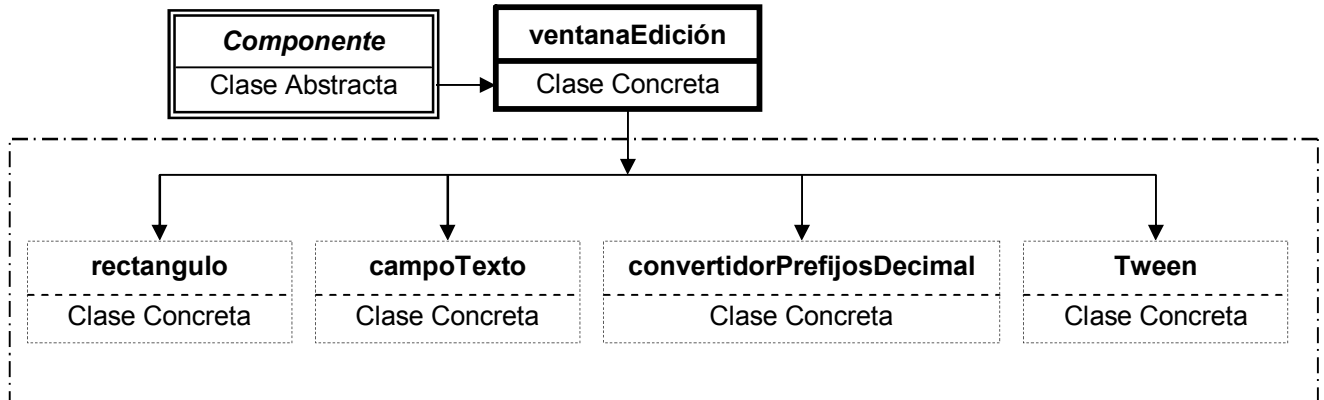 Componente
Clase Abstracta
ventanaEdición
Clase Concreta
rectangulo
Clase Concreta
campoTexto
Clase Concreta
convertidorPrefijosDecimal
Clase Concreta
Tween
Clase Concreta